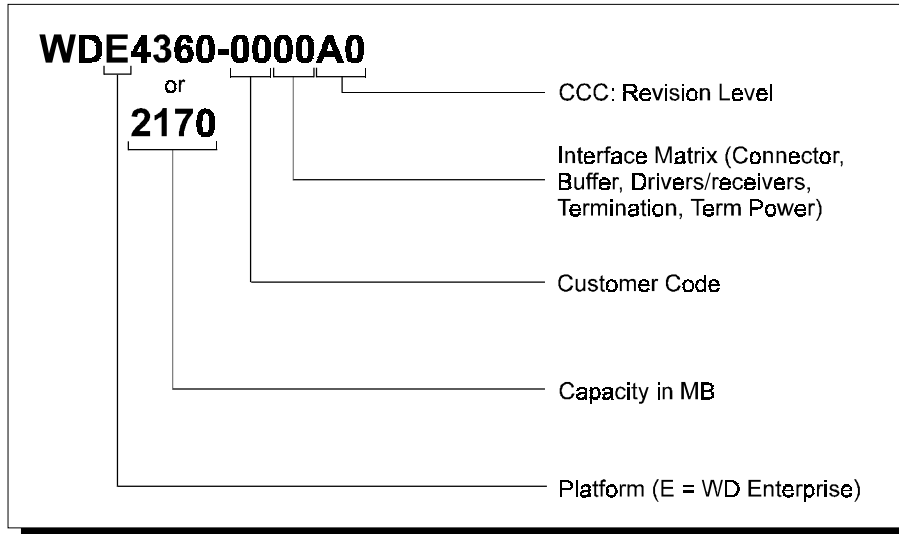 WDE4360-0000A0
or
2170
CCC: Revision Level
Interface Matrix (Connector,
Buffer, Drivers/receivers,
Termination, Term Power)
Customer Code
Capacity in MB
Platform (E = WD Enterprise)